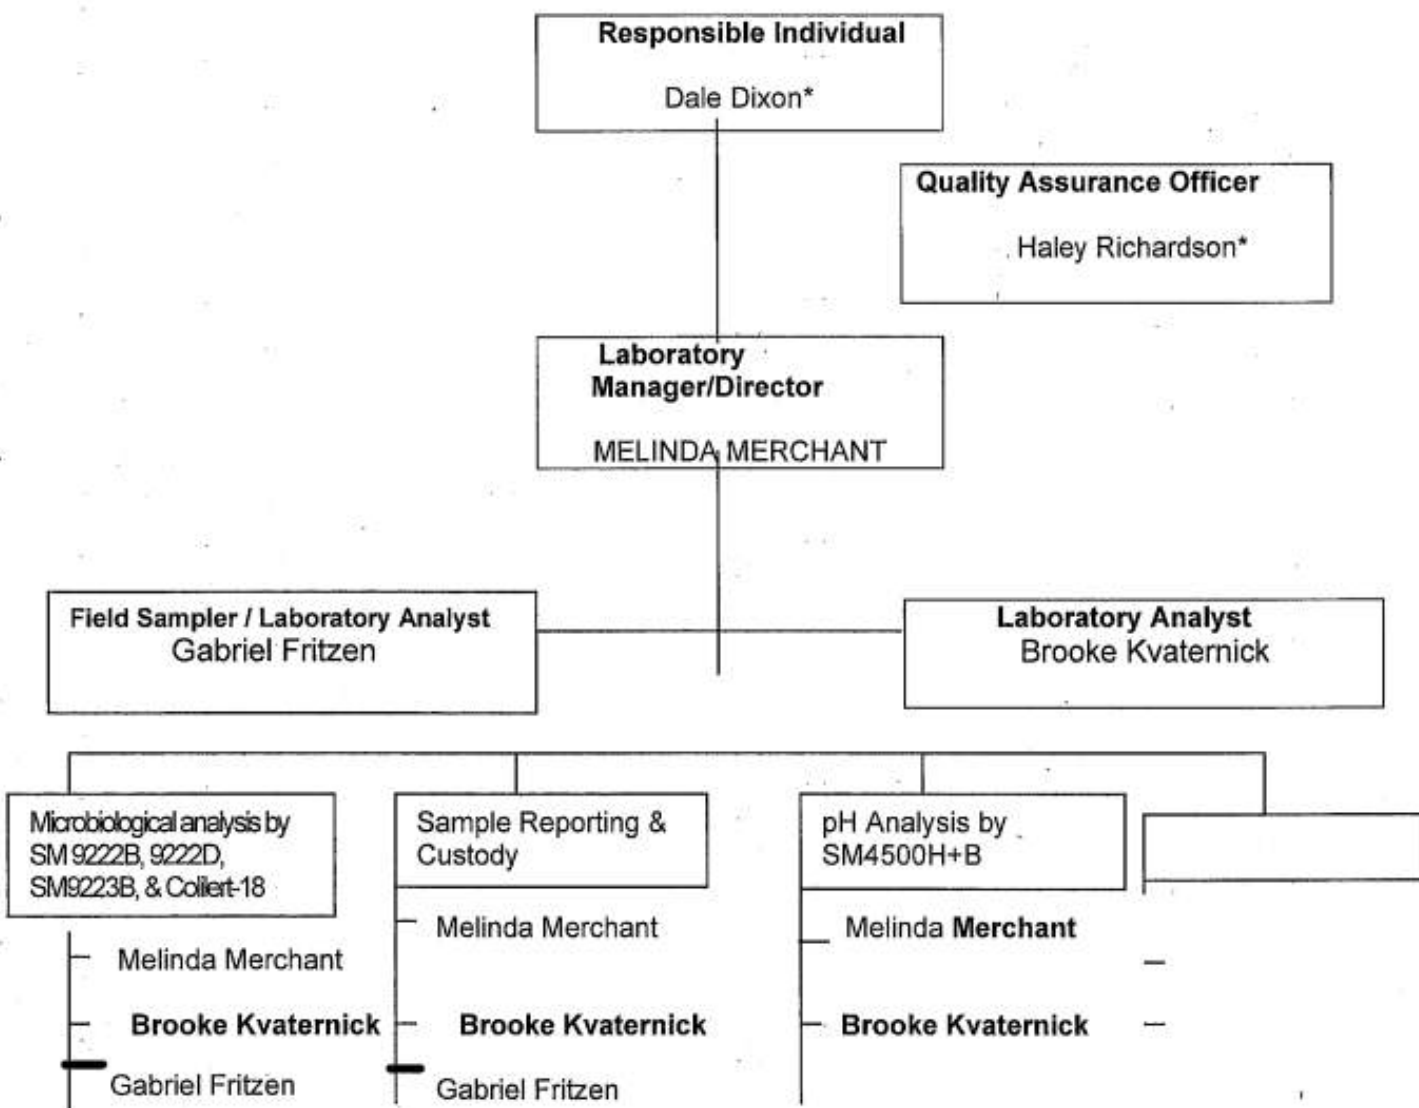 Responsible Individual
Dale Dixon*
Quality Assurance Officer
Haley Richardson*
Laboratory
Manager/Director
MELINDA MERCHANT
Field Sampler / Laboratory Analyst
Gabriel Fritzen
Laboratory Analyst
Brooke Kvaternick
Microbiological analysis by
SM 9222B, 9222D,
SM9223B, & Colilert-18
Melinda Merchant
Brooke Kvaternick
Gabriel Fritzen
Sample Reporting &
Custody
Melinda Merchant
Brooke Kvaternick
Gabriel Fritzen
pH Analysis by
SM4500H+B
Melinda Merchant
Brooke Kvaternick